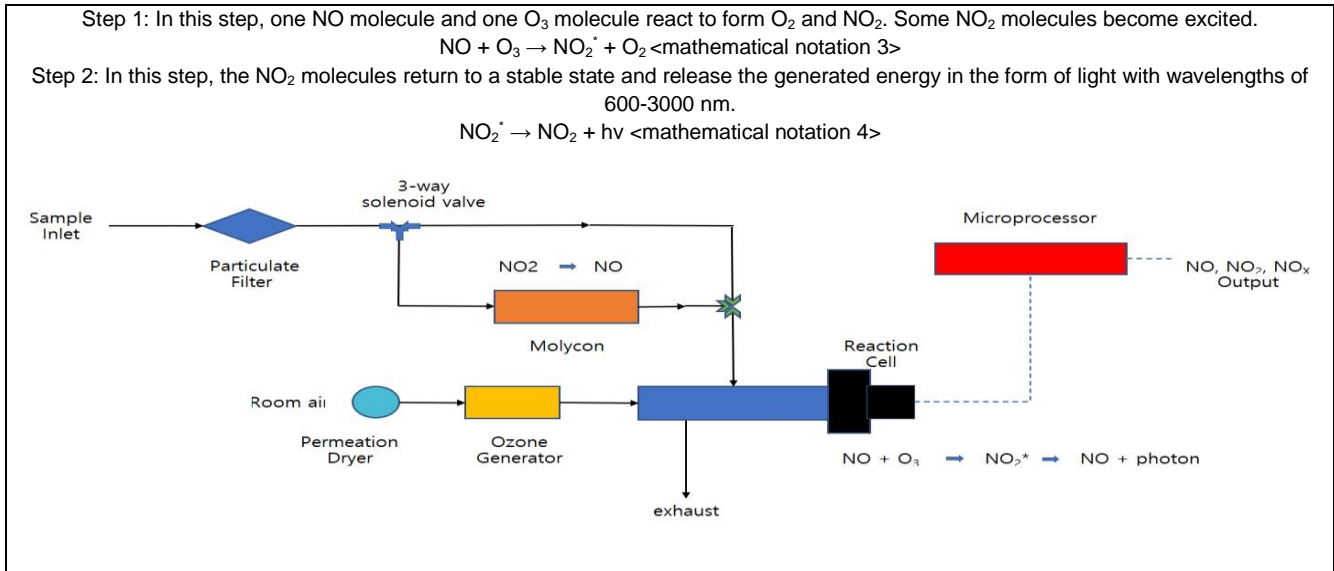 Step 1: In this step, one NO molecule and one O₃ molecule react to form O₂ and NO₂. Some NO₂ molecules become excited.
NO + O₃ → NO₂* + O₂ <mathematical notation 3>
Step 2: In this step, the NO₂ molecules return to a stable state and release the generated energy in the form of light with wavelengths of
600-3000 nm.
NO₂* → NO₂ + hv <mathematical notation 4>
3-way
solenoid valve
Sample
Inlet
Particulate
Filter
NO2 → NO
Molycon
Microprocessor
NO, NO₂, NOₓ
Output
Reaction
Cell
Room ail
Permeation
Dryer
Ozone
Generator
NO + O₃ → NO₂* → NO + photon
exhaust